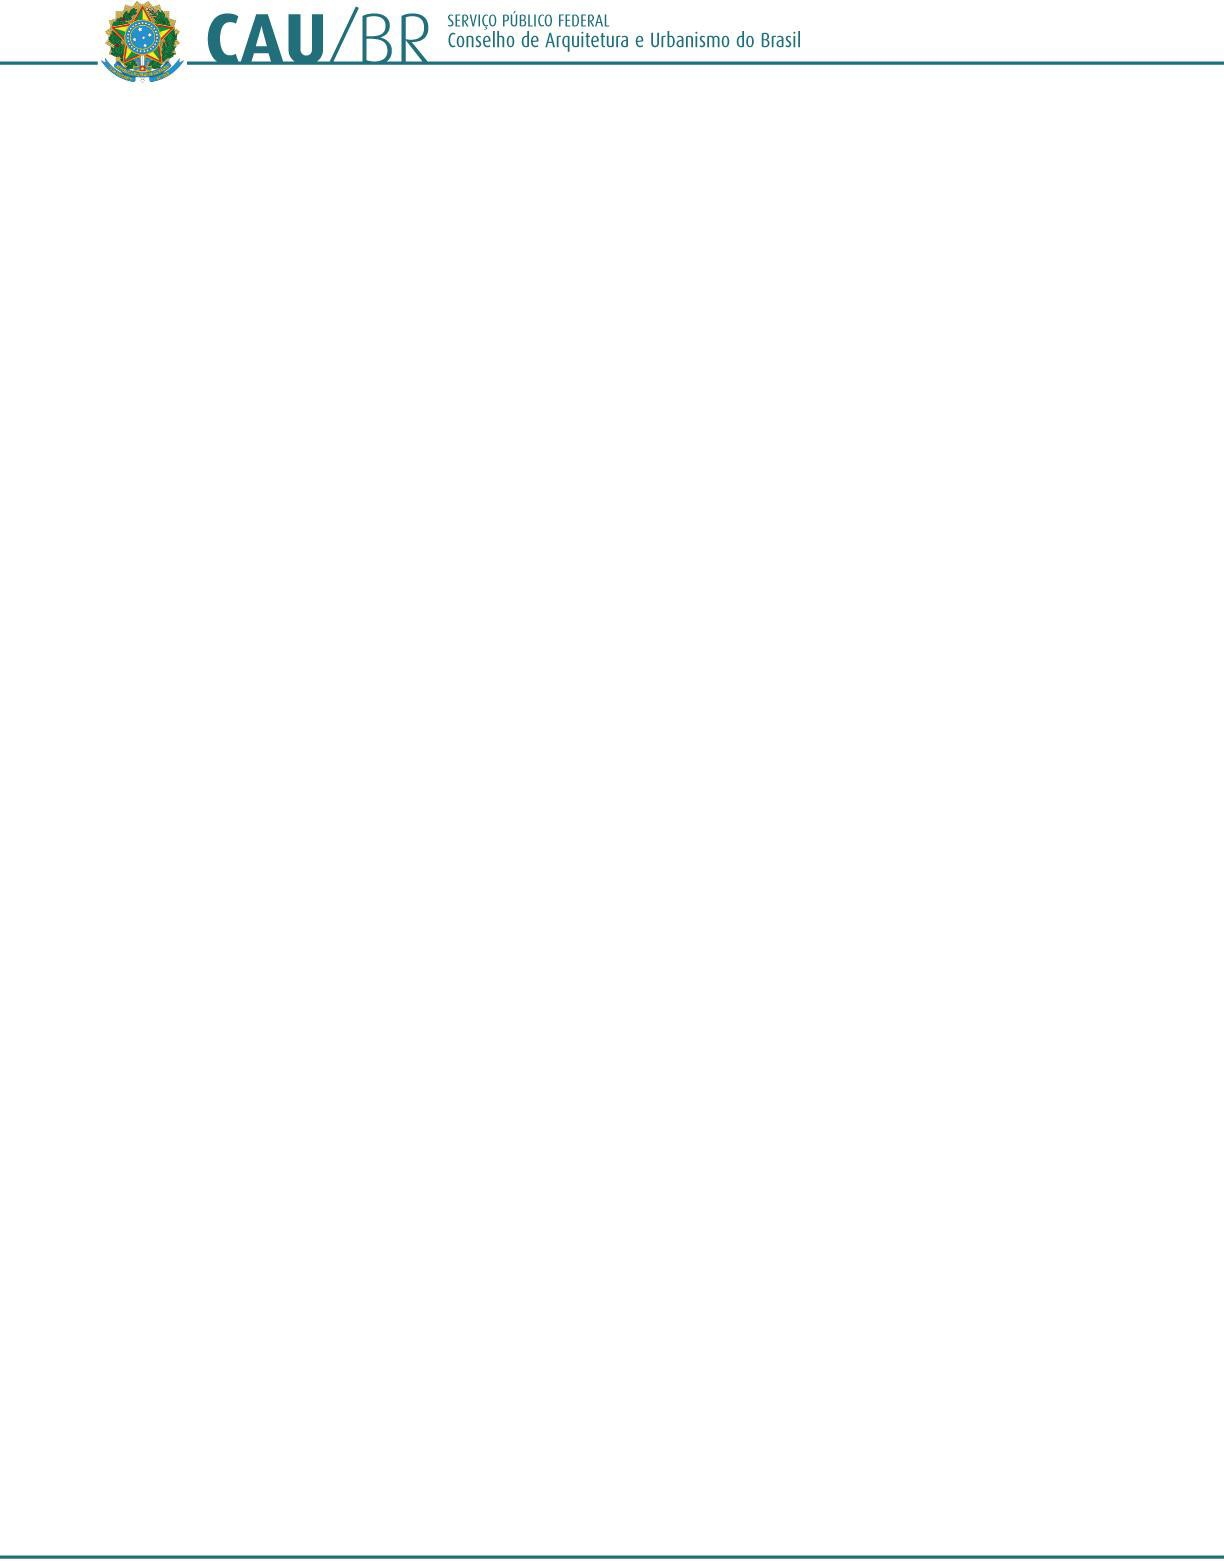 CAU/BR
SERVIÇO PÚBLICO FEDERAL
Conselho de Arquitetura e Urbanismo do Brasil